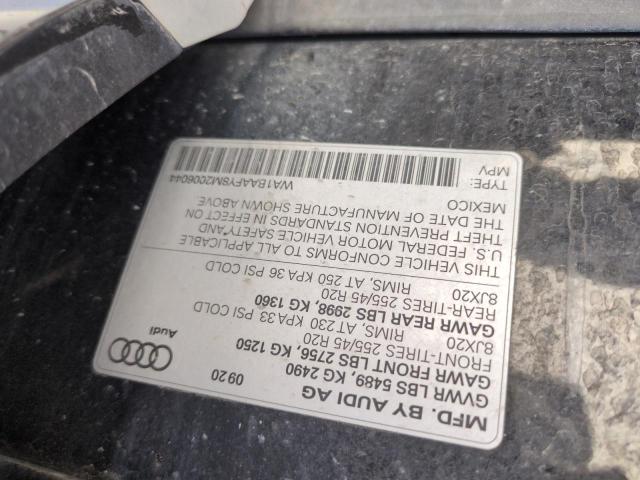 MFD. BY AUDI AG
09/20
GVWR LBS 5489, KG 2490
GAWR FRONT LBS 2756, KG 1250
FRONT-TIRES 255/45 R20
RIMS, AT 230 KPA 33 PSI COLD
8JX20
GAWR REAR LBS 2998, KG 1360
REAR-TIRES 255/45 R20
RIMS, AT 250 KPA 36 PSI COLD
8JX20
THIS VEHICLE CONFORMS TO ALL APPLICABLE
U.S. FEDERAL MOTOR VEHICLE SAFETY AND
THEFT PREVENTION STANDARDS IN EFFECT ON
THE DATE OF MANUFACTURE SHOWN ABOVE
MEXICO
WA1BAAFY8M2006044
TYPE:
MPV
Audi